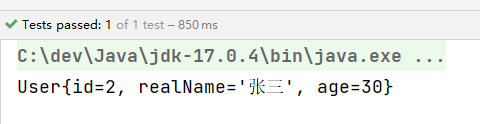 Tests passed: 1 of 1 test – 850 ms
C:\dev\Java\jdk-17.0.4\bin\java.exe ...
User{id=2, realName='张三', age=30}